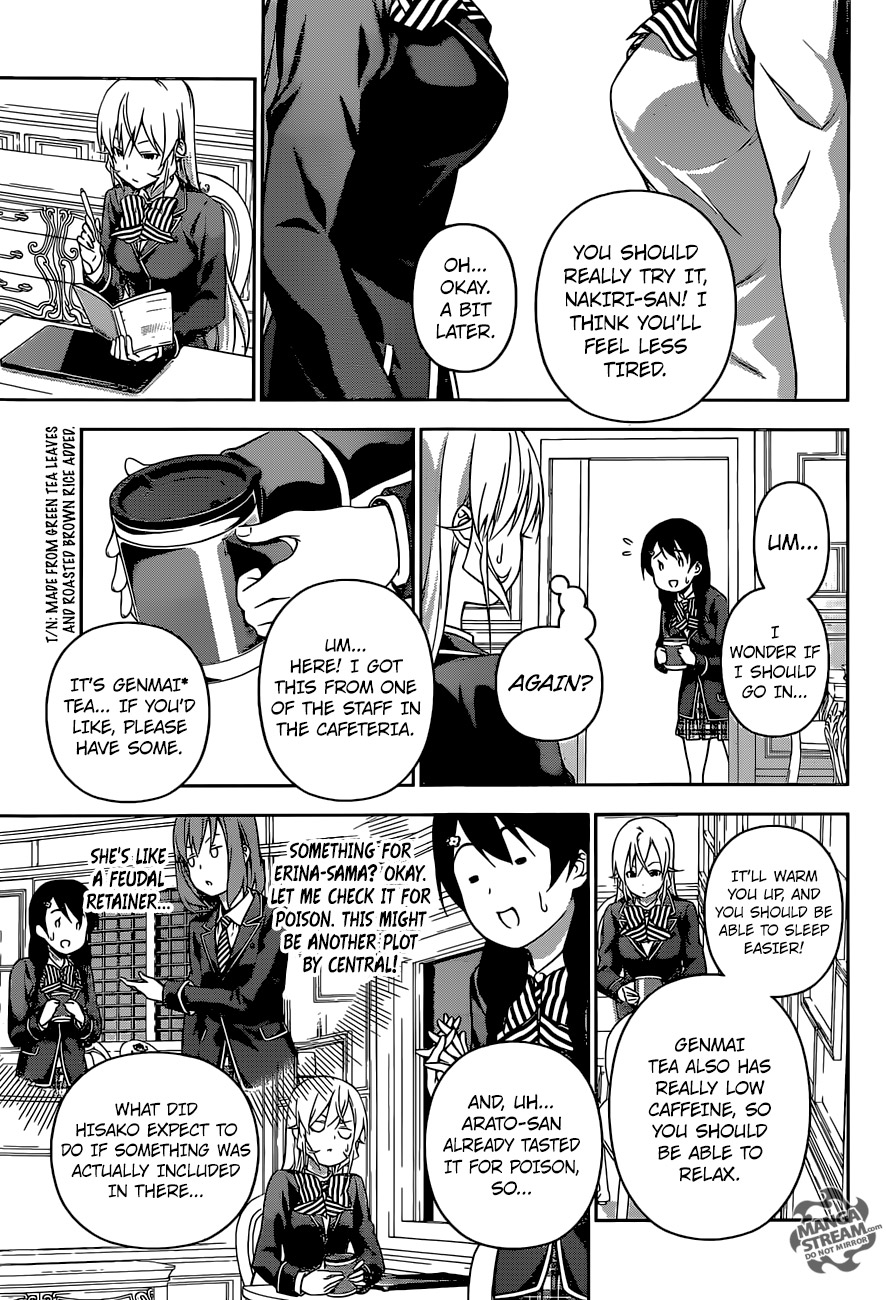 YOU SHOULD
REALLY TRY IT,
NAKIRI-SAN! I
THINK YOU'LL
FEEL LESS
TIRED.
OH...
OKAY.
A BIT
LATER.
UM...
I
WONDER IF
I SHOULD
GO IN...
AGAIN?
UM...
HERE! I GOT
THIS FROM ONE
OF THE STAFF IN
THE CAFETERIA.
IT'S GENMAI*
TEA... IF YOU'D
LIKE, PLEASE
HAVE SOME.
T/N: MADE FROM GREEN TEA LEAVES
AND ROASTED BROWN RICE ADDED.
IT'LL WARM
YOU UP, AND
YOU SHOULD BE
ABLE TO SLEEP
EASIER!
GENMAI
TEA ALSO HAS
REALLY LOW
CAFFEINE, SO
YOU SHOULD
BE ABLE TO
RELAX.
AND, UH...
ARATO-SAN
ALREADY TASTED
IT FOR POISON,
SO...
SOMETHING FOR
ERINA-SAMA? OKAY.
LET ME CHECK IT FOR
POISON. THIS MIGHT
BE ANOTHER PLOT
BY CENTRAL!
SHE'S LIKE
A FEUDAL
RETAINER...
WHAT DID
HISAKO EXPECT TO
DO IF SOMETHING WAS
ACTUALLY INCLUDED
IN THERE...
MANGA
STREAM.com
DO NOT MIRROR